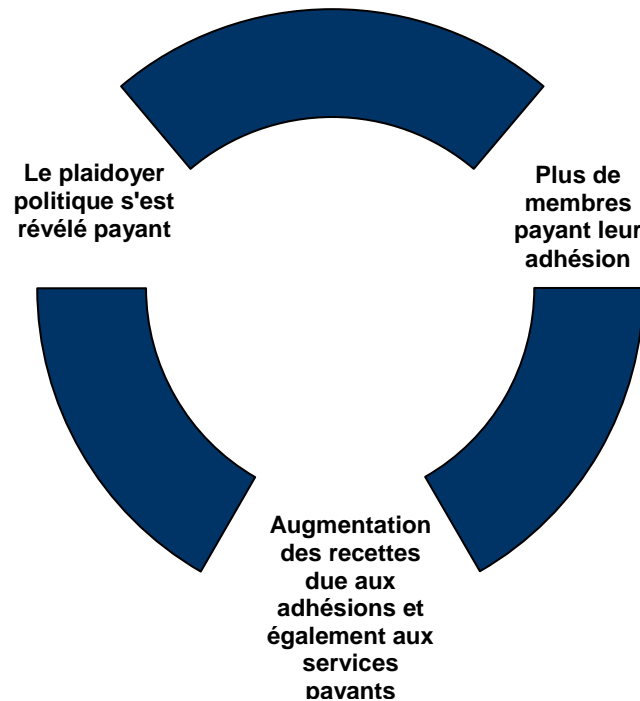 Le plaidoyer
politique s'est
révélé payant
Plus de
membres
payant leur
adhésion
Augmentation
des recettes
due aux
adhésions et
également aux
services
payants